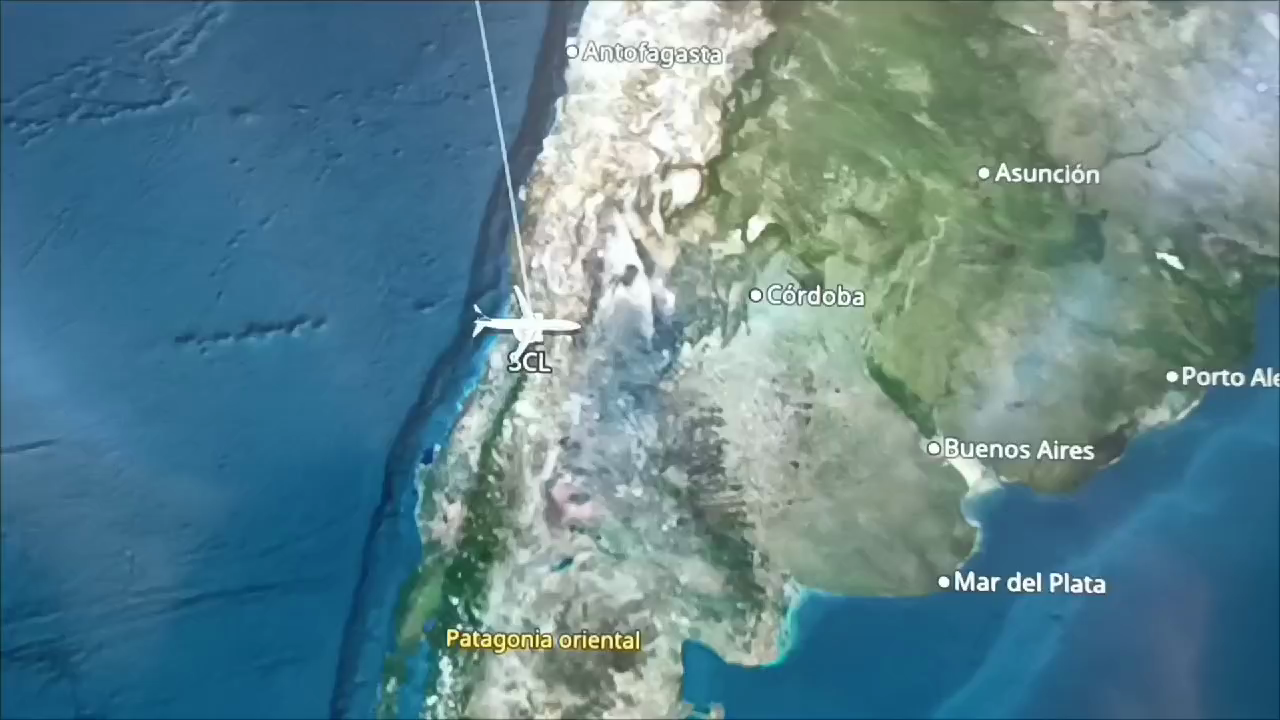 Antofagasta
Asunción
Córdoba
SCL
Porto Ale
Buenos Aires
Mar del Plata
Patagonia oriental